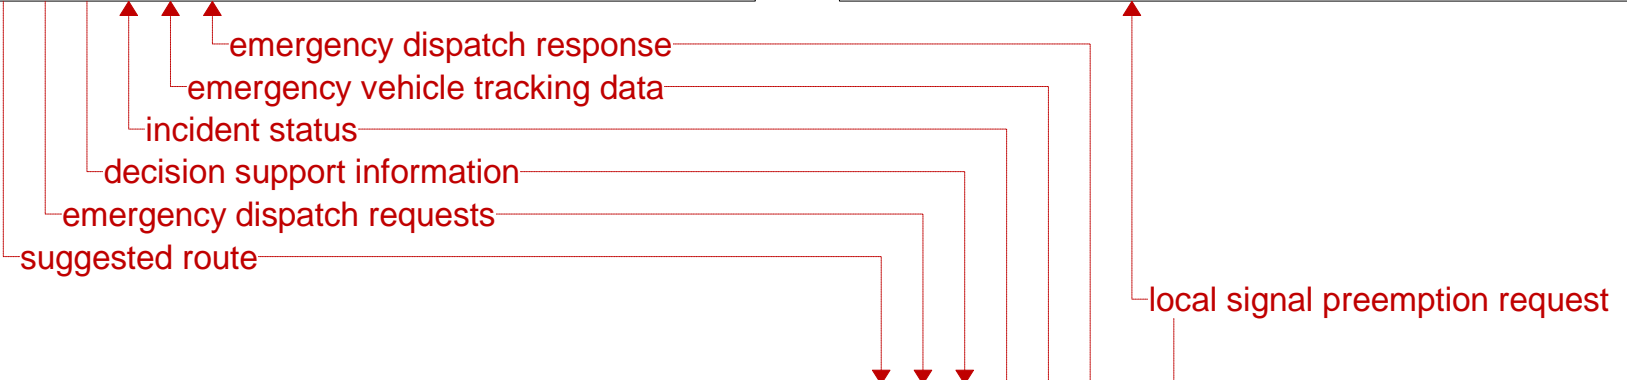 emergency dispatch response
emergency vehicle tracking data
incident status
decision support information
emergency dispatch requests
suggested route
local signal preemption request